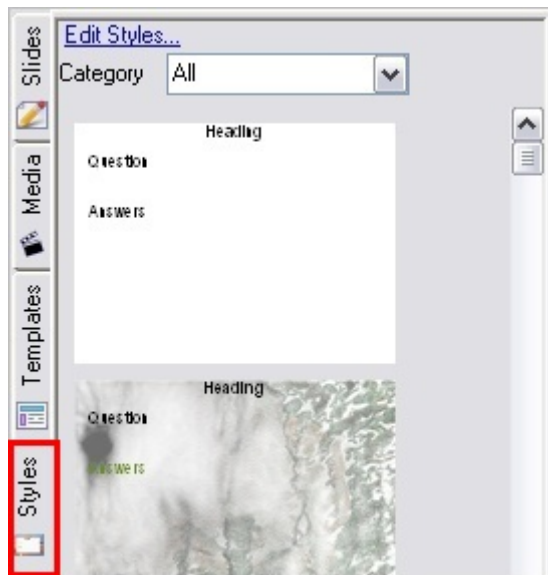 Slides
Media
Templates
Styles
Edit Styles...
Category All
Heading
Question
Answers
Heading
Question
Answers